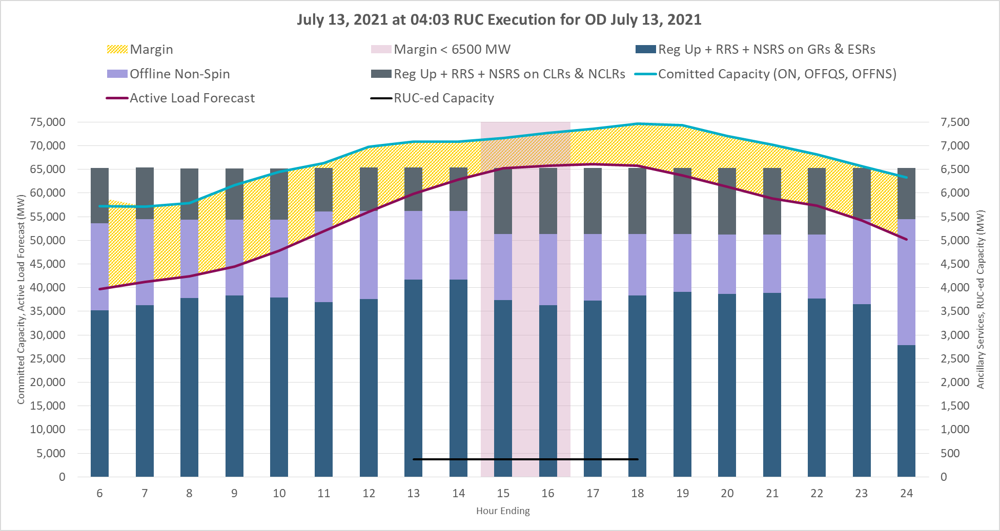 July 13, 2021 at 04:03 RUC Execution for OD July 13, 2021
Margin
Margin < 6500 MW
Reg Up + RRS + NSRS on GRs & ESRs
Offline Non-Spin
Reg Up + RRS + NSRS on CLRs & NCLRs
Comitted Capacity (ON, OFFQS, OFFNS)
Active Load Forecast
RUC-ed Capacity
Committed Capacity, Active Load Forecast (MW)
75,000
70,000
65,000
60,000
55,000
50,000
45,000
40,000
35,000
30,000
25,000
20,000
15,000
10,000
5,000
0
7,500
7,000
6,500
6,000
5,500
5,000
4,500
4,000
3,500
3,000
2,500
2,000
1,500
1,000
500
0
Ancillary Services, RUC-ed Capacity (MW)
6 7 8 9 10 11 12 13 14 15 16 17 18 19 20 21 22 23 24
Hour Ending